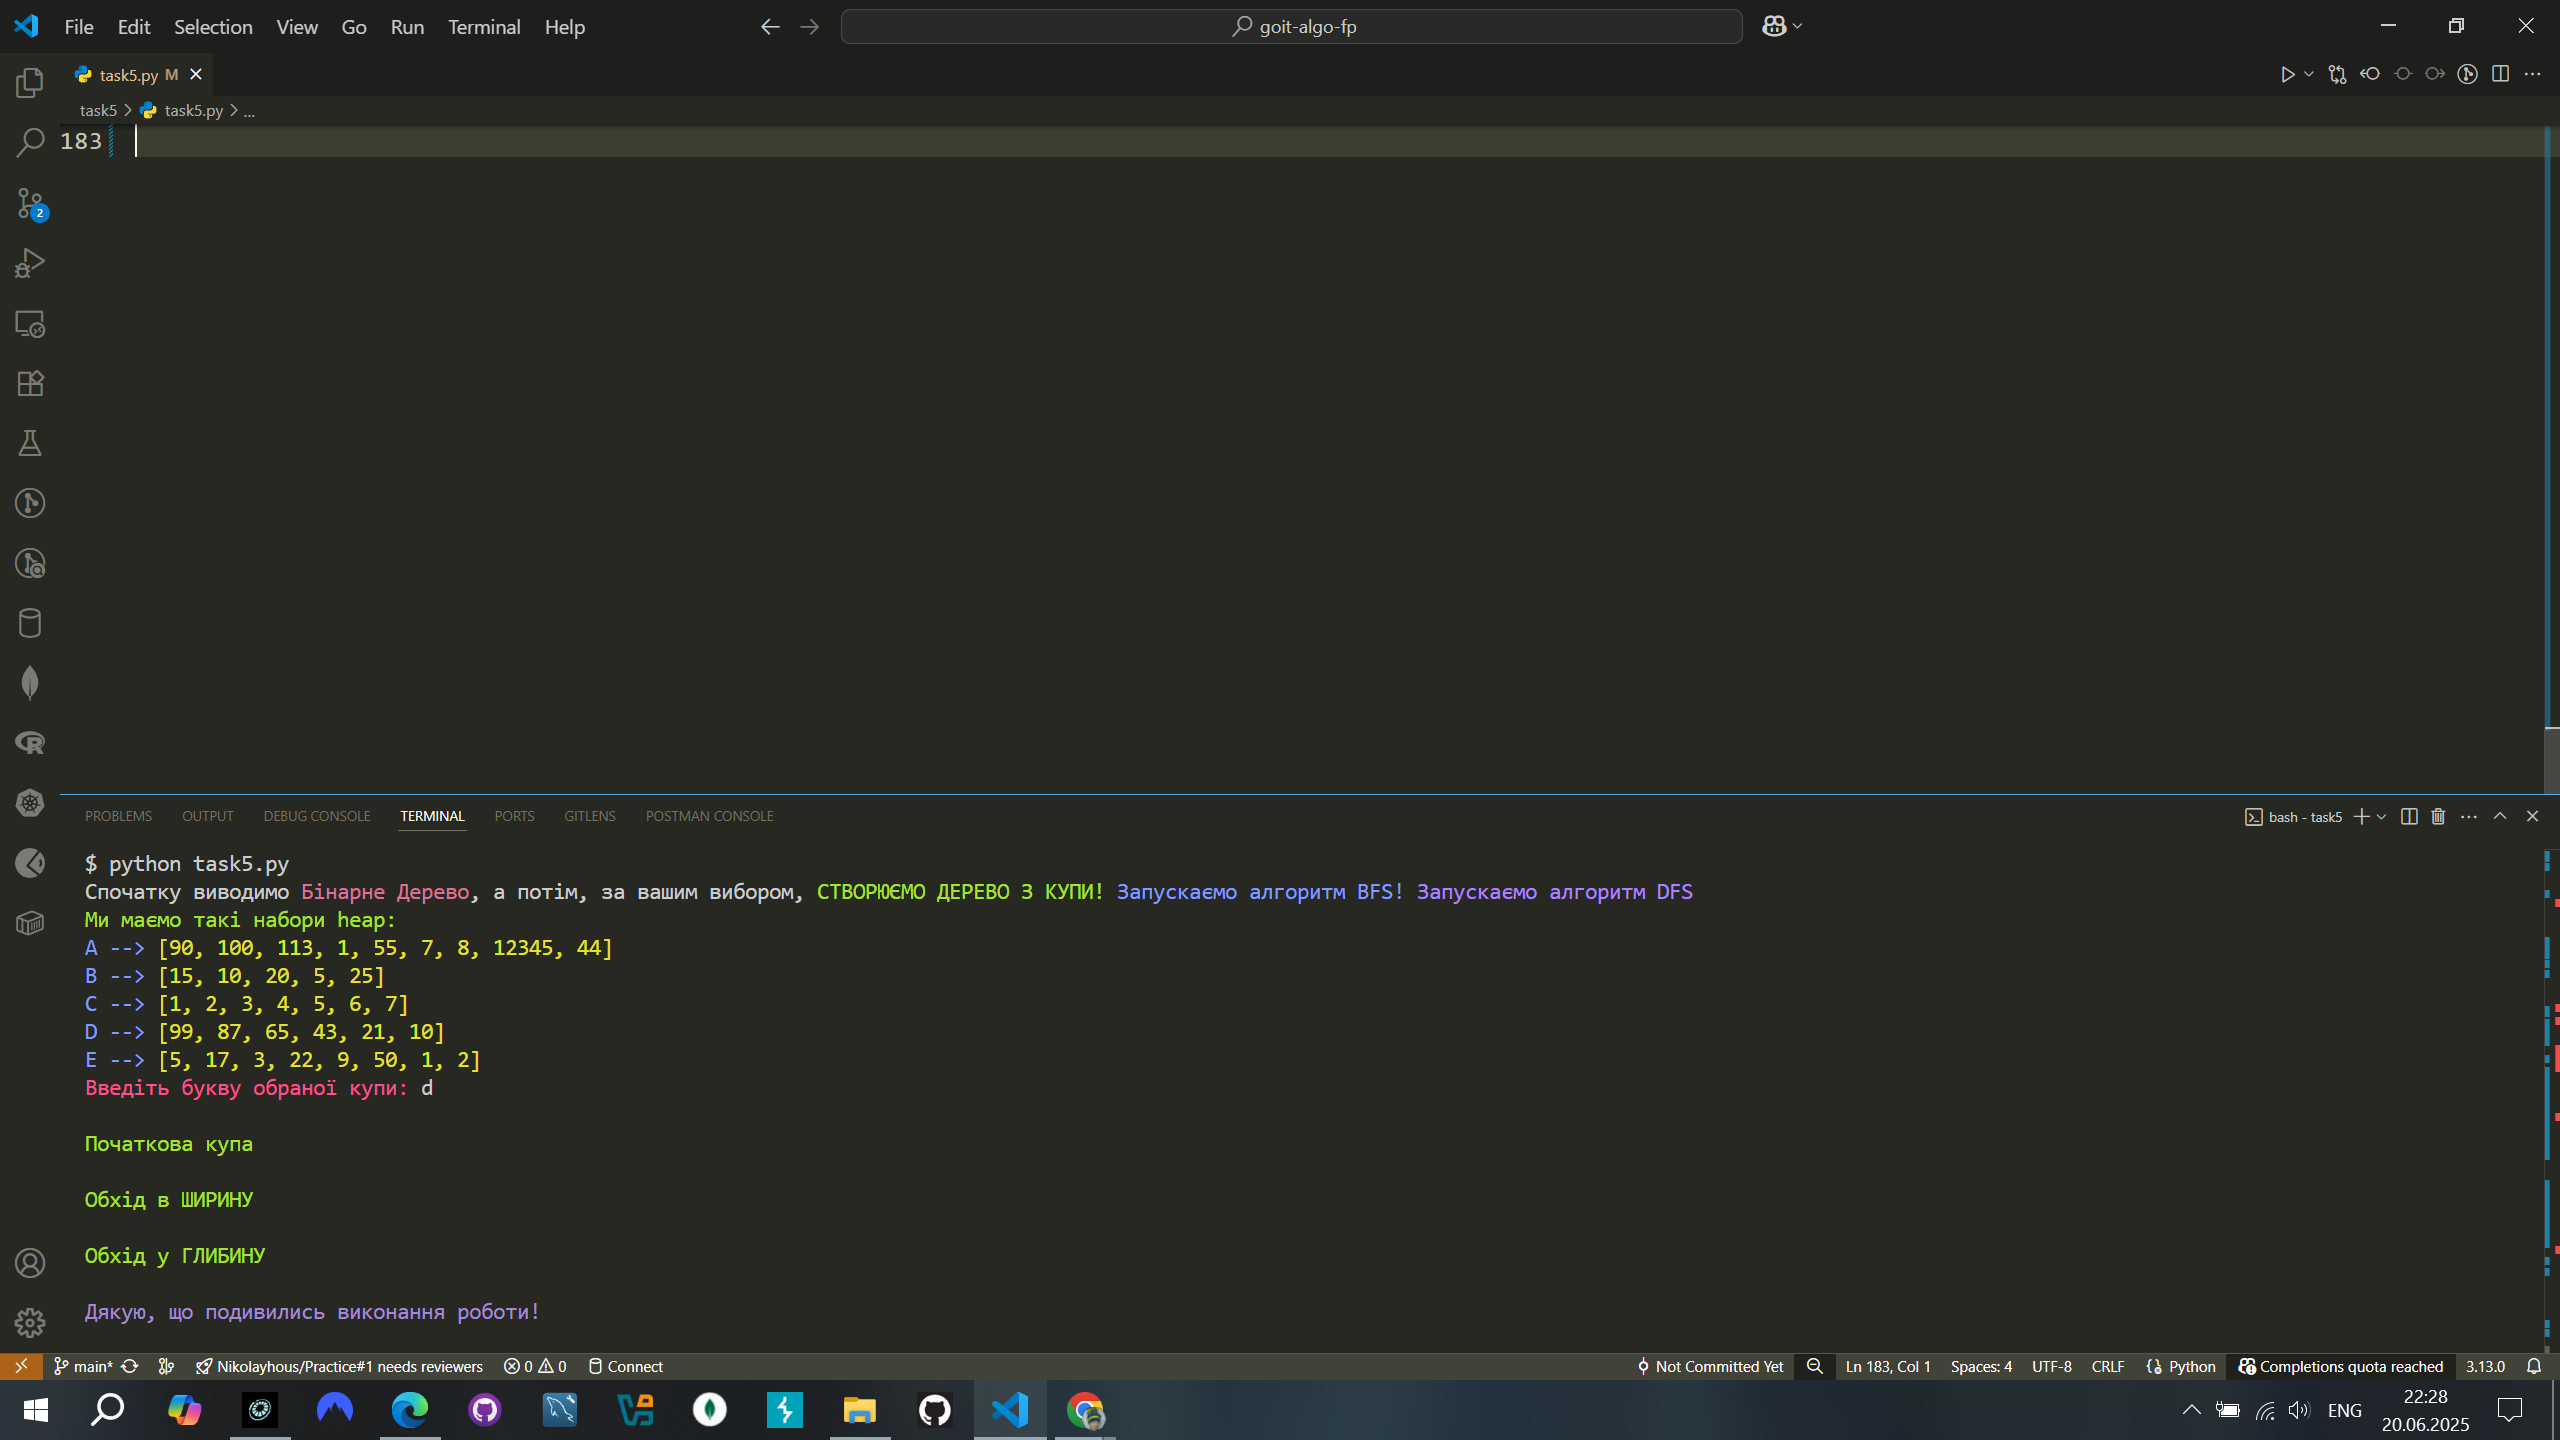 File Edit Selection View Go Run Terminal Help
goit-algo-fp
task5.py M
task5 > task5.py > ...
183
2
PROBLEMS OUTPUT DEBUG CONSOLE TERMINAL PORTS GITLENS POSTMAN CONSOLE
bash - task5
$ python task5.py
Спочатку виводимо Бінарне Дерево, а потім, за вашим вибором, СТВОРЮЄМО ДЕРЕВО З КУПИ! Запускаємо алгоритм BFS! Запускаємо алгоритм DFS
Ми маємо такі набори heap:
A --> [90, 100, 113, 1, 55, 7, 8, 12345, 44]
B --> [15, 10, 20, 5, 25]
C --> [1, 2, 3, 4, 5, 6, 7]
D --> [99, 87, 65, 43, 21, 10]
E --> [5, 17, 3, 22, 9, 50, 1, 2]
Введіть букву обраної купи: d
Початкова купа
Обхід в ШИРИНУ
Обхід у ГЛИБИНУ
Дякую, що подивились виконання роботи!
main* Nikolayhous/Practice#1 needs reviewers 0 0 Connect Not Committed Yet Ln 183, Col 1 Spaces: 4 UTF-8 CRLF Python Completions quota reached 3.13.0
ENG
22:28
20.06.2025